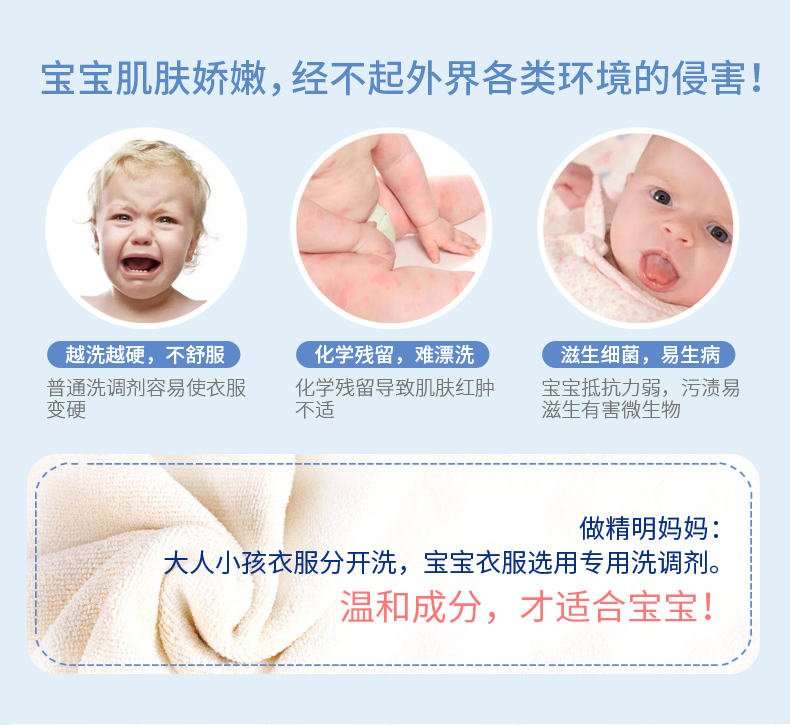 宝宝肌肤娇嫩，经不起外界各类环境的侵害！
越洗越硬，不舒服
普通洗调剂容易使衣服
变硬
化学残留，难漂洗
化学残留导致肌肤红肿
不适
滋生细菌，易生病
宝宝抵抗力弱，污渍易
滋生有害微生物
做精明妈妈：
大人小孩衣服分开洗，宝宝衣服选用专用洗调剂。
温和成分，才适合宝宝！